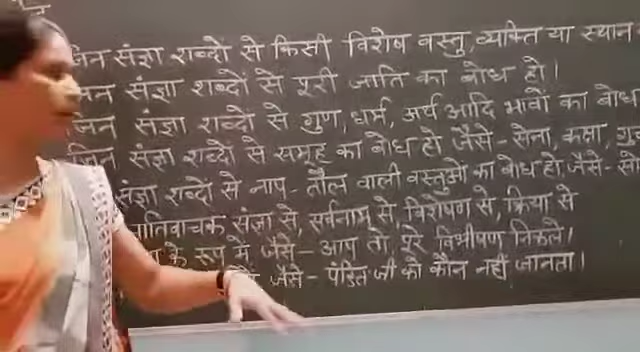 जिन संज्ञा शब्दों से किसी विशेष वस्तु, व्यक्ति या स्थान
जिन संज्ञा शब्दों से पूरी जाति का बोध हो।
जिन संज्ञा शब्दों से गुण, धर्म, अर्थ आदि भावों का बोध
जिन संज्ञा शब्दों से समूह का बोध हो जैसे- सेना, कक्षा,
संज्ञा शब्दों से नाप-तौल वाली वस्तुओं का बोध हो, जैसे-
जातिवाचक संज्ञा से, सर्वनाम से, विशेषण से, क्रिया से
के रूप में जैसे- आप तो पूरे विभीषण निकले।
जैसे- पंडित जी को कौन नहीं जानता।